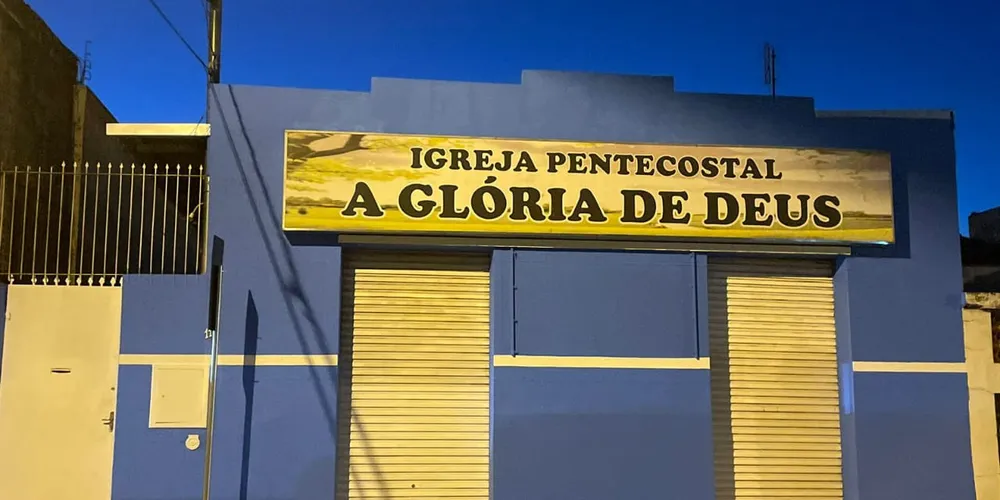 IGREJA PENTECOSTAL
A GLÓRIA DE DEUS